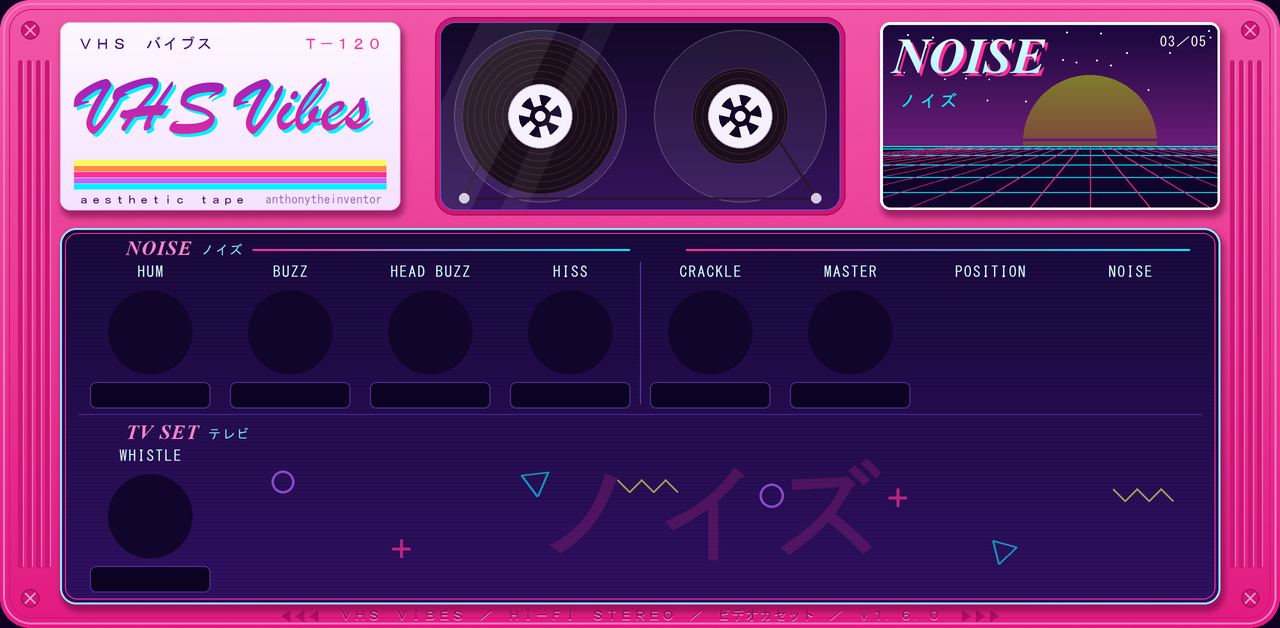 VHS バイブス
T－120
VHS Vibes
aesthetic tape
anthonytheinventor
NOISE
03／05
ノイズ
NOISE ノイズ
HUM BUZZ HEAD BUZZ HISS CRACKLE MASTER POSITION NOISE
TV SET テレビ
WHISTLE
ノイズ
VHS VIBES ／ HI－FI STEREO ／ ビデオカセット ／ v1.6.0